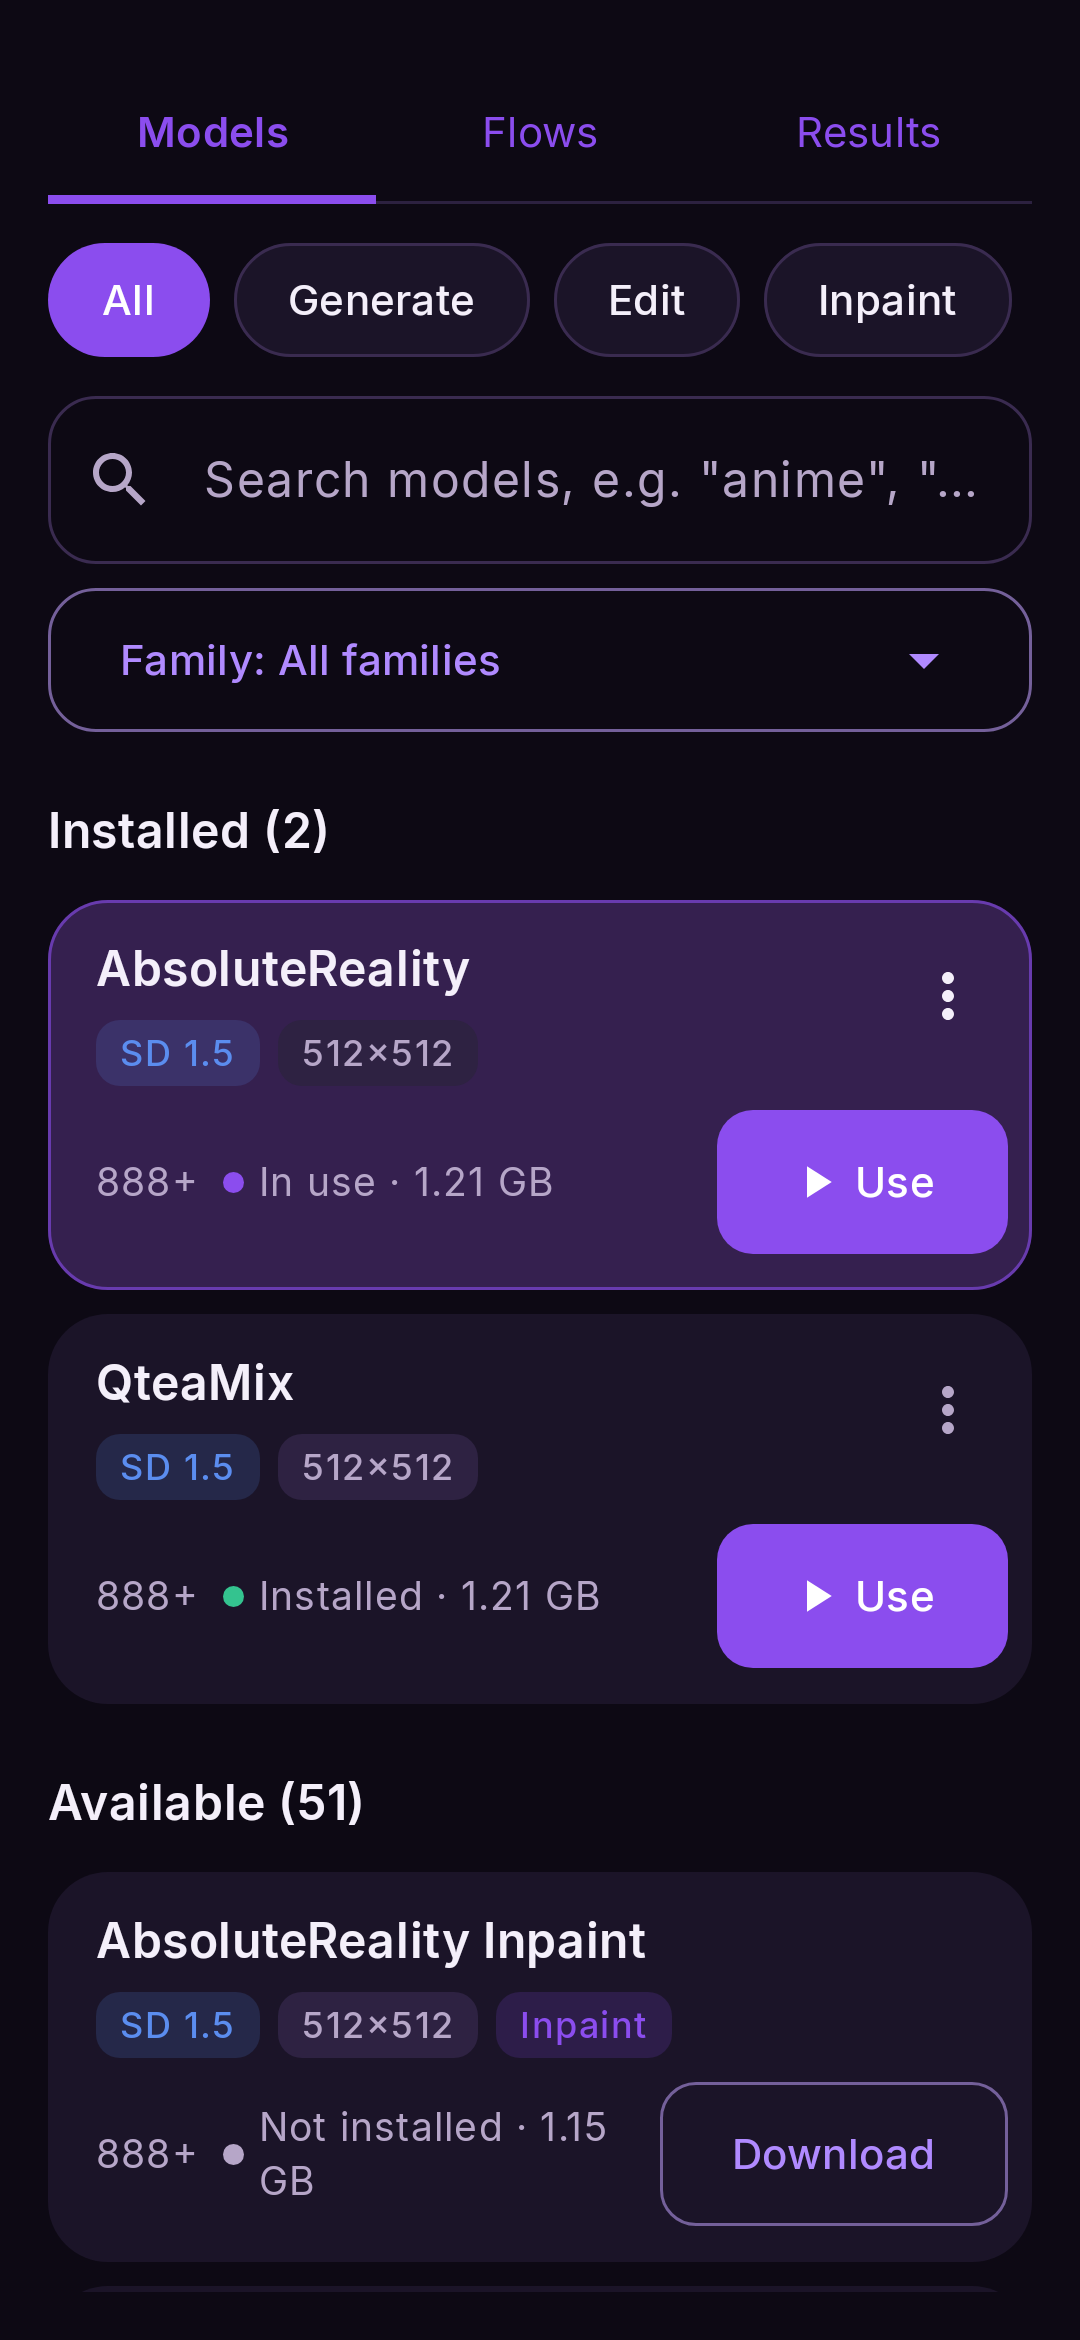 Models Flows Results
All Generate Edit Inpaint
Search models, e.g. "anime", "...
Family: All families
Installed (2)
AbsoluteReality
SD 1.5 512×512
888+ In use · 1.21 GB Use
QteaMix
SD 1.5 512×512
888+ Installed · 1.21 GB Use
Available (51)
AbsoluteReality Inpaint
SD 1.5 512×512 Inpaint
888+ Not installed · 1.15
GB
Download